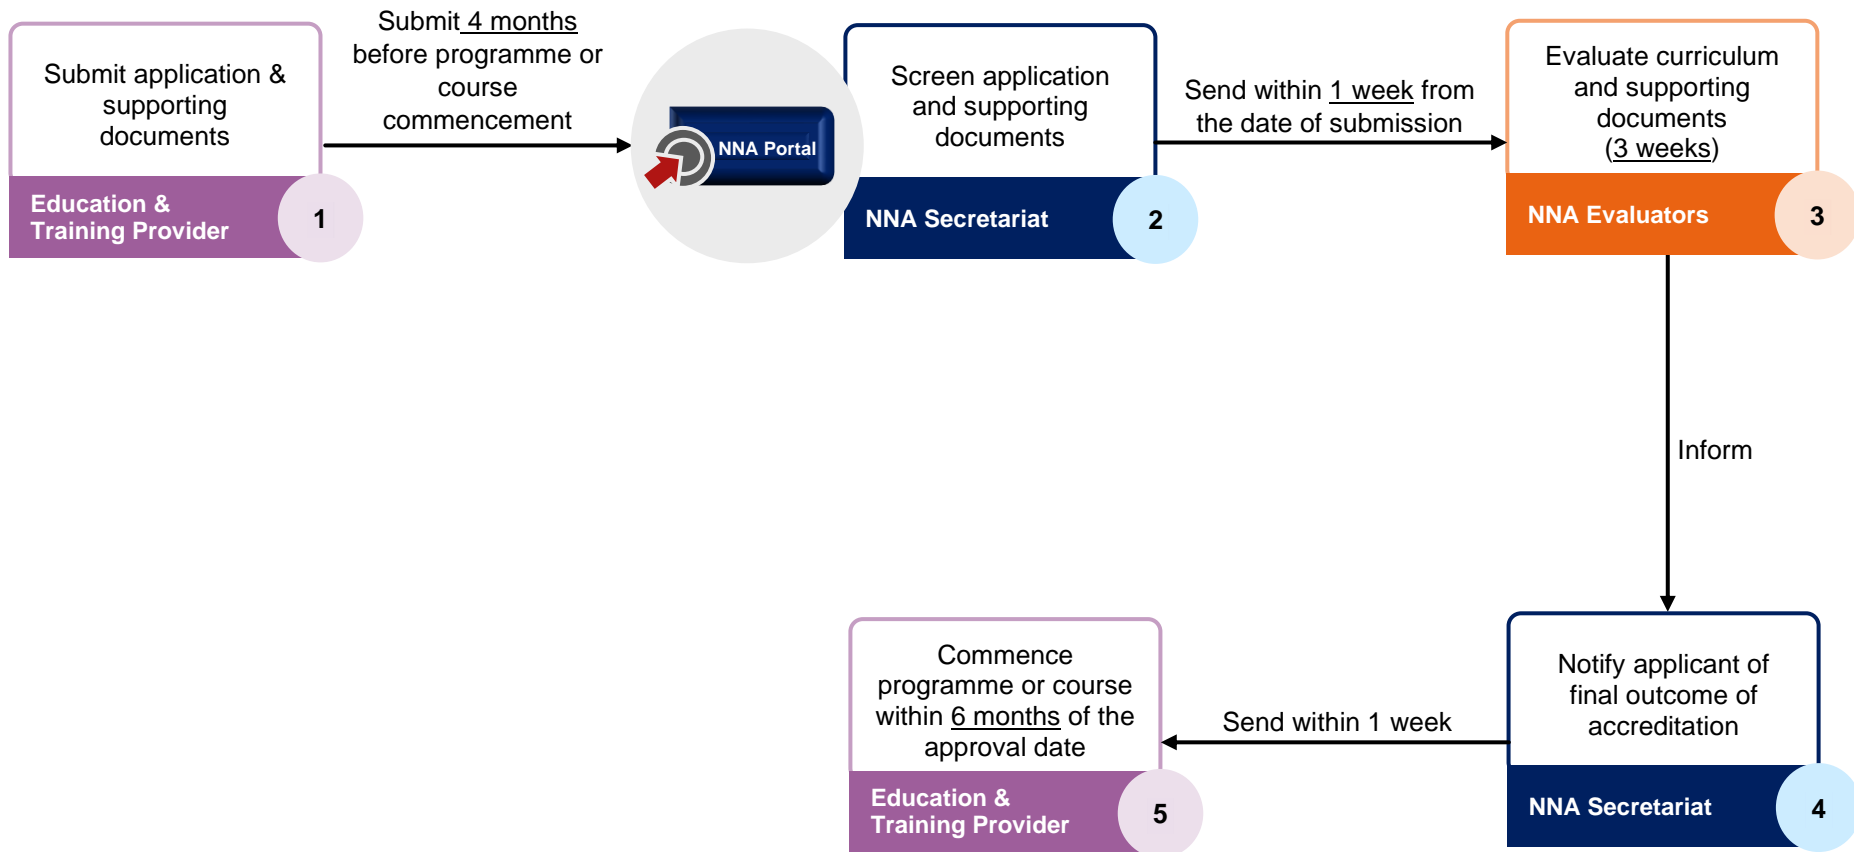 Submit application &
supporting
documents
Education &
Training Provider
1
Submit 4 months
before programme or
course
commencement
NNA Portal
Screen application
and supporting
documents
NNA Secretariat
2
Send within 1 week from
the date of submission
Evaluate curriculum
and supporting
documents
(3 weeks)
NNA Evaluators
3
Inform
Notify applicant of
final outcome of
accreditation
NNA Secretariat
4
Send within 1 week
Commence
programme or course
within 6 months of the
approval date
Education &
Training Provider
5